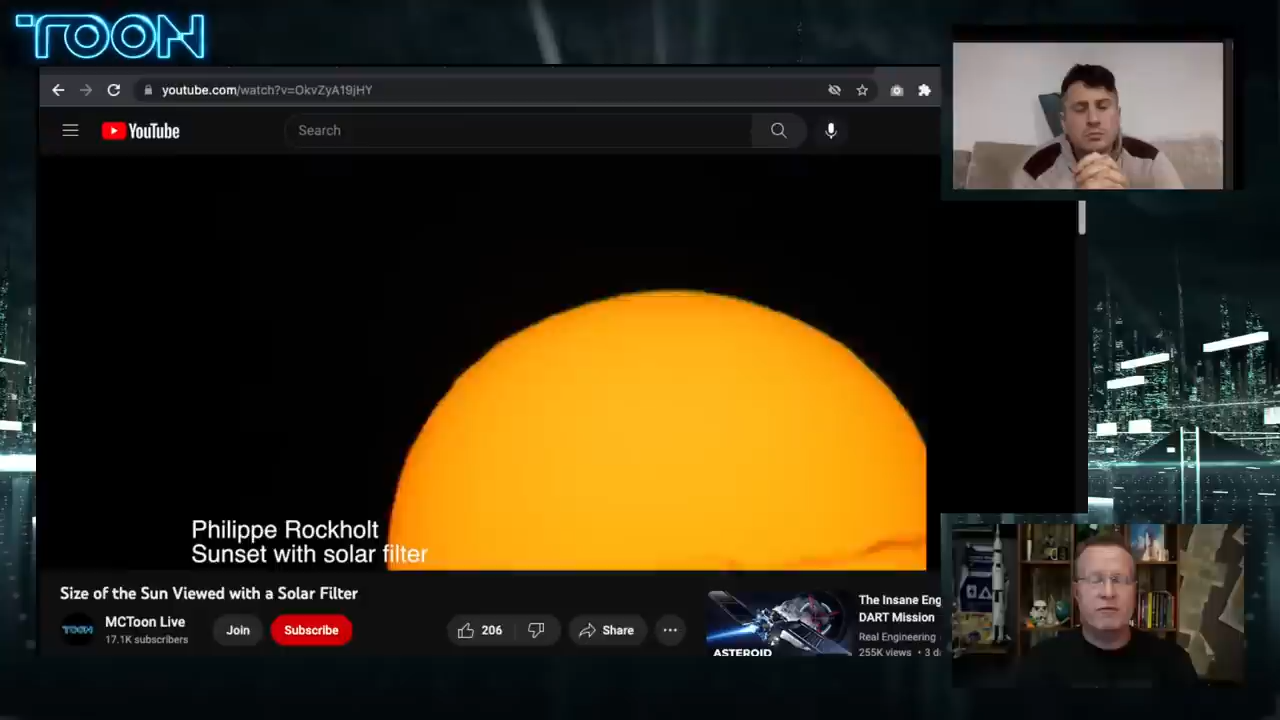 TOON
youtube.com/watch?v=OkvZyA19jHY
YouTube
Search
Philippe Rockholt
Sunset with solar filter
Size of the Sun Viewed with a Solar Filter
TOON
MCToon Live
17.1K subscribers
Join
Subscribe
206
Share
ASTEROID
The Insane Eng
DART Mission
Real Engineering
255K views • 3 d